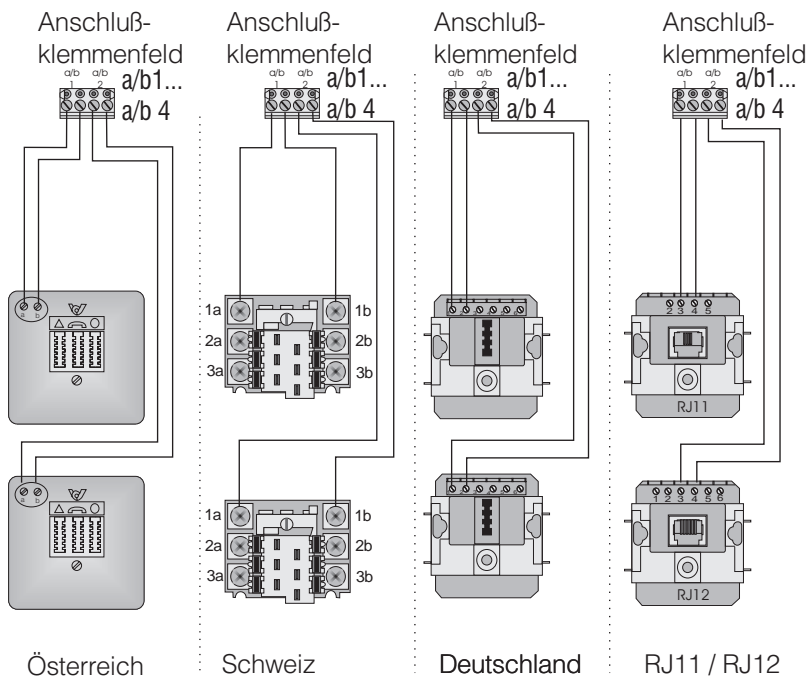 Anschluß-
klemmenfeld
a/b a/b
1 2
a/b1...
a/b 4
a b
a b
Österreich
Anschluß-
klemmenfeld
a/b a/b
1 2
a/b1...
a/b 4
1a 1b
2a 2b
3a 3b
1a 1b
2a 2b
3a 3b
Schweiz
Anschluß-
klemmenfeld
a/b a/b
1 2
a/b1...
a/b 4
Deutschland
Anschluß-
klemmenfeld
a/b a/b
1 2
a/b1...
a/b 4
2 3 4 5
RJ11
1 2 3 4 5 6
RJ12
RJ11 / RJ12